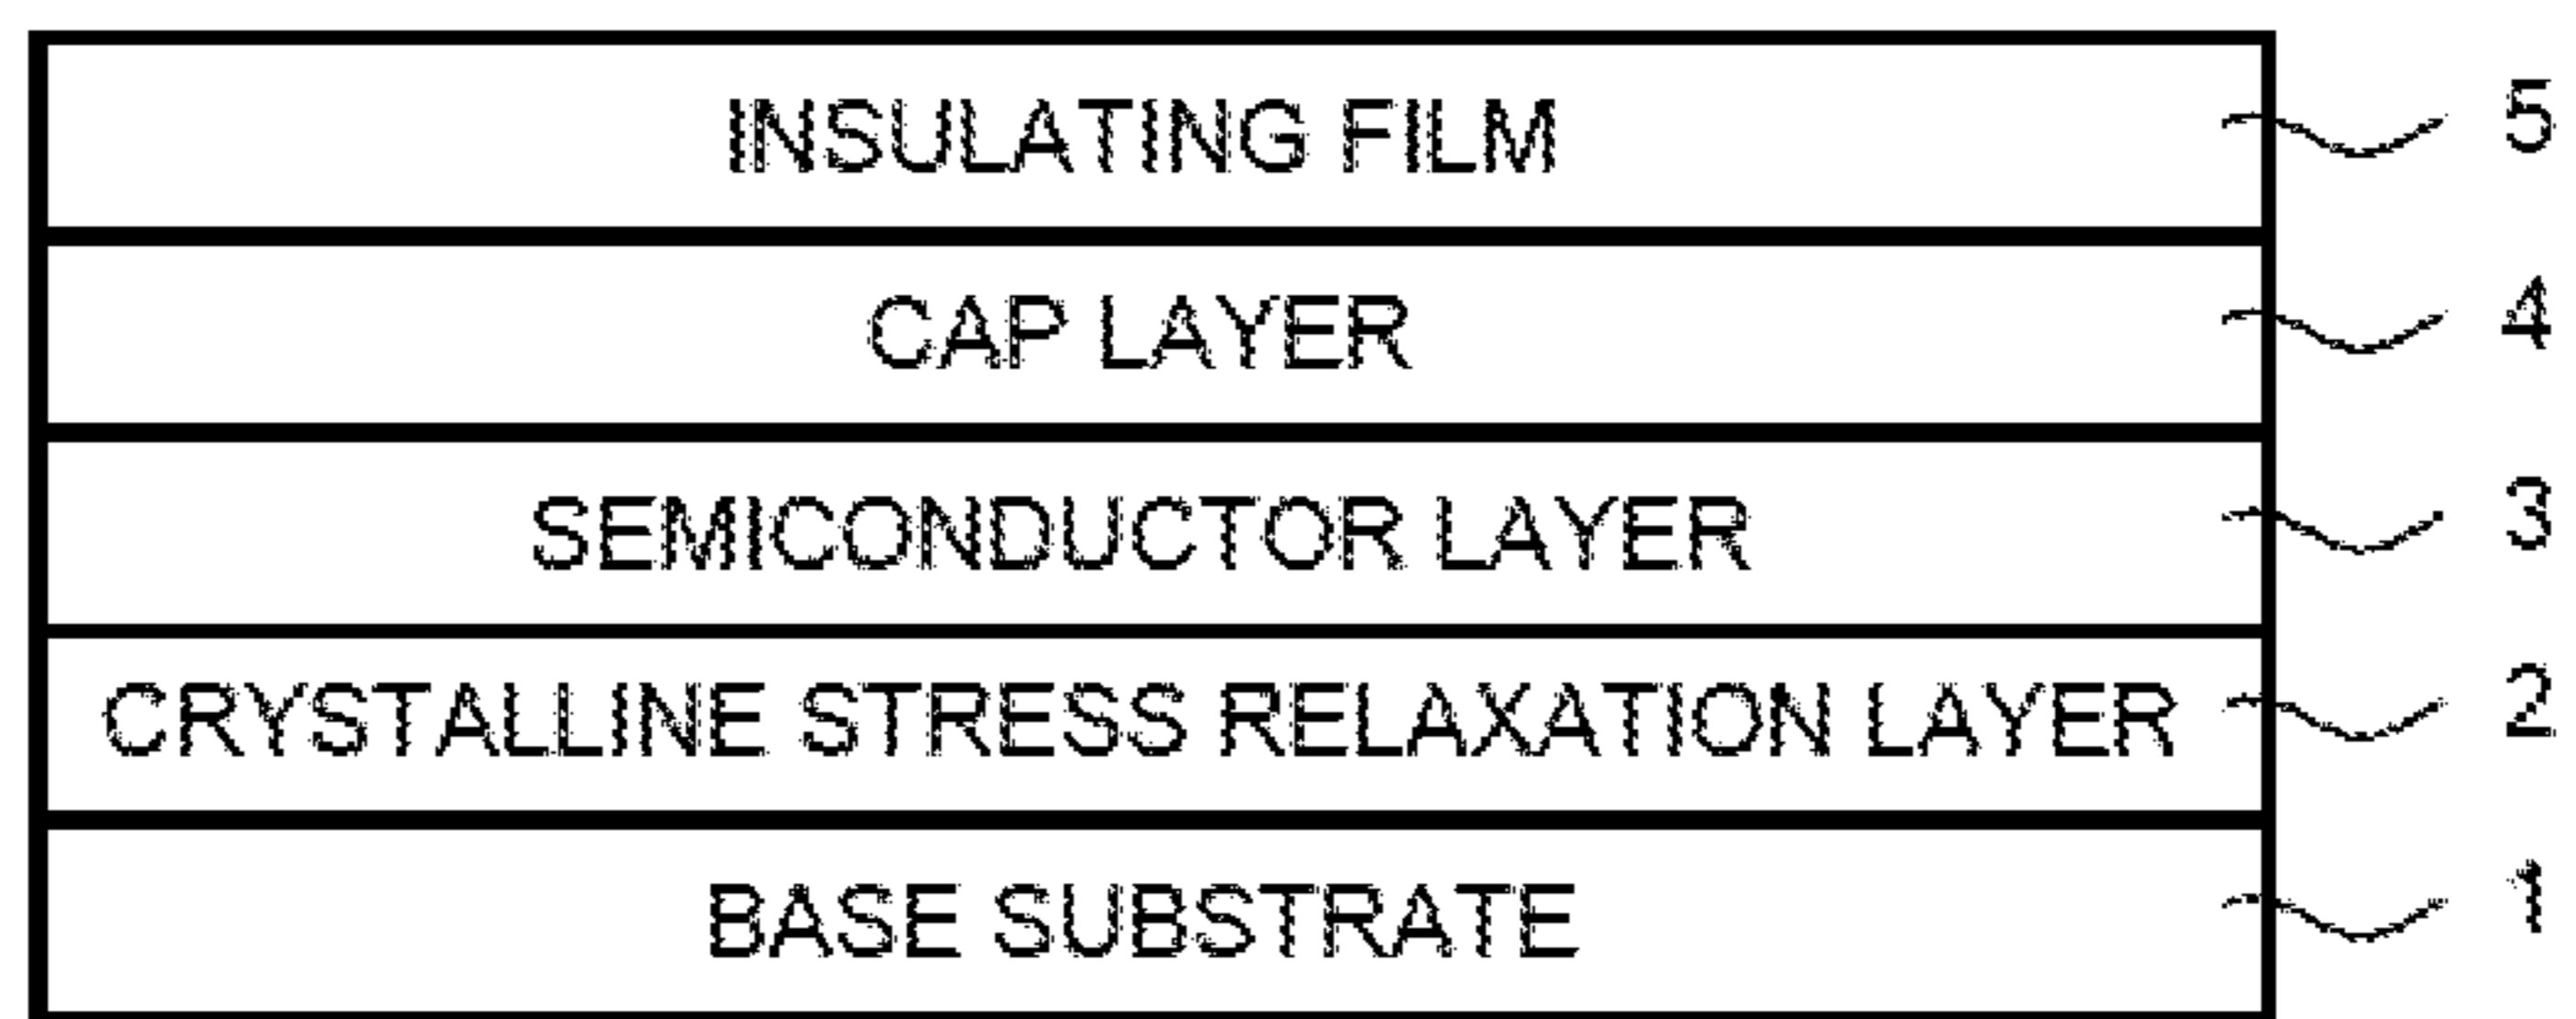 INSULATING FILM 5
CAP LAYER 4
SEMICONDUCTOR LAYER 3
CRYSTALLINE STRESS RELAXATION LAYER 2
BASE SUBSTRATE 1